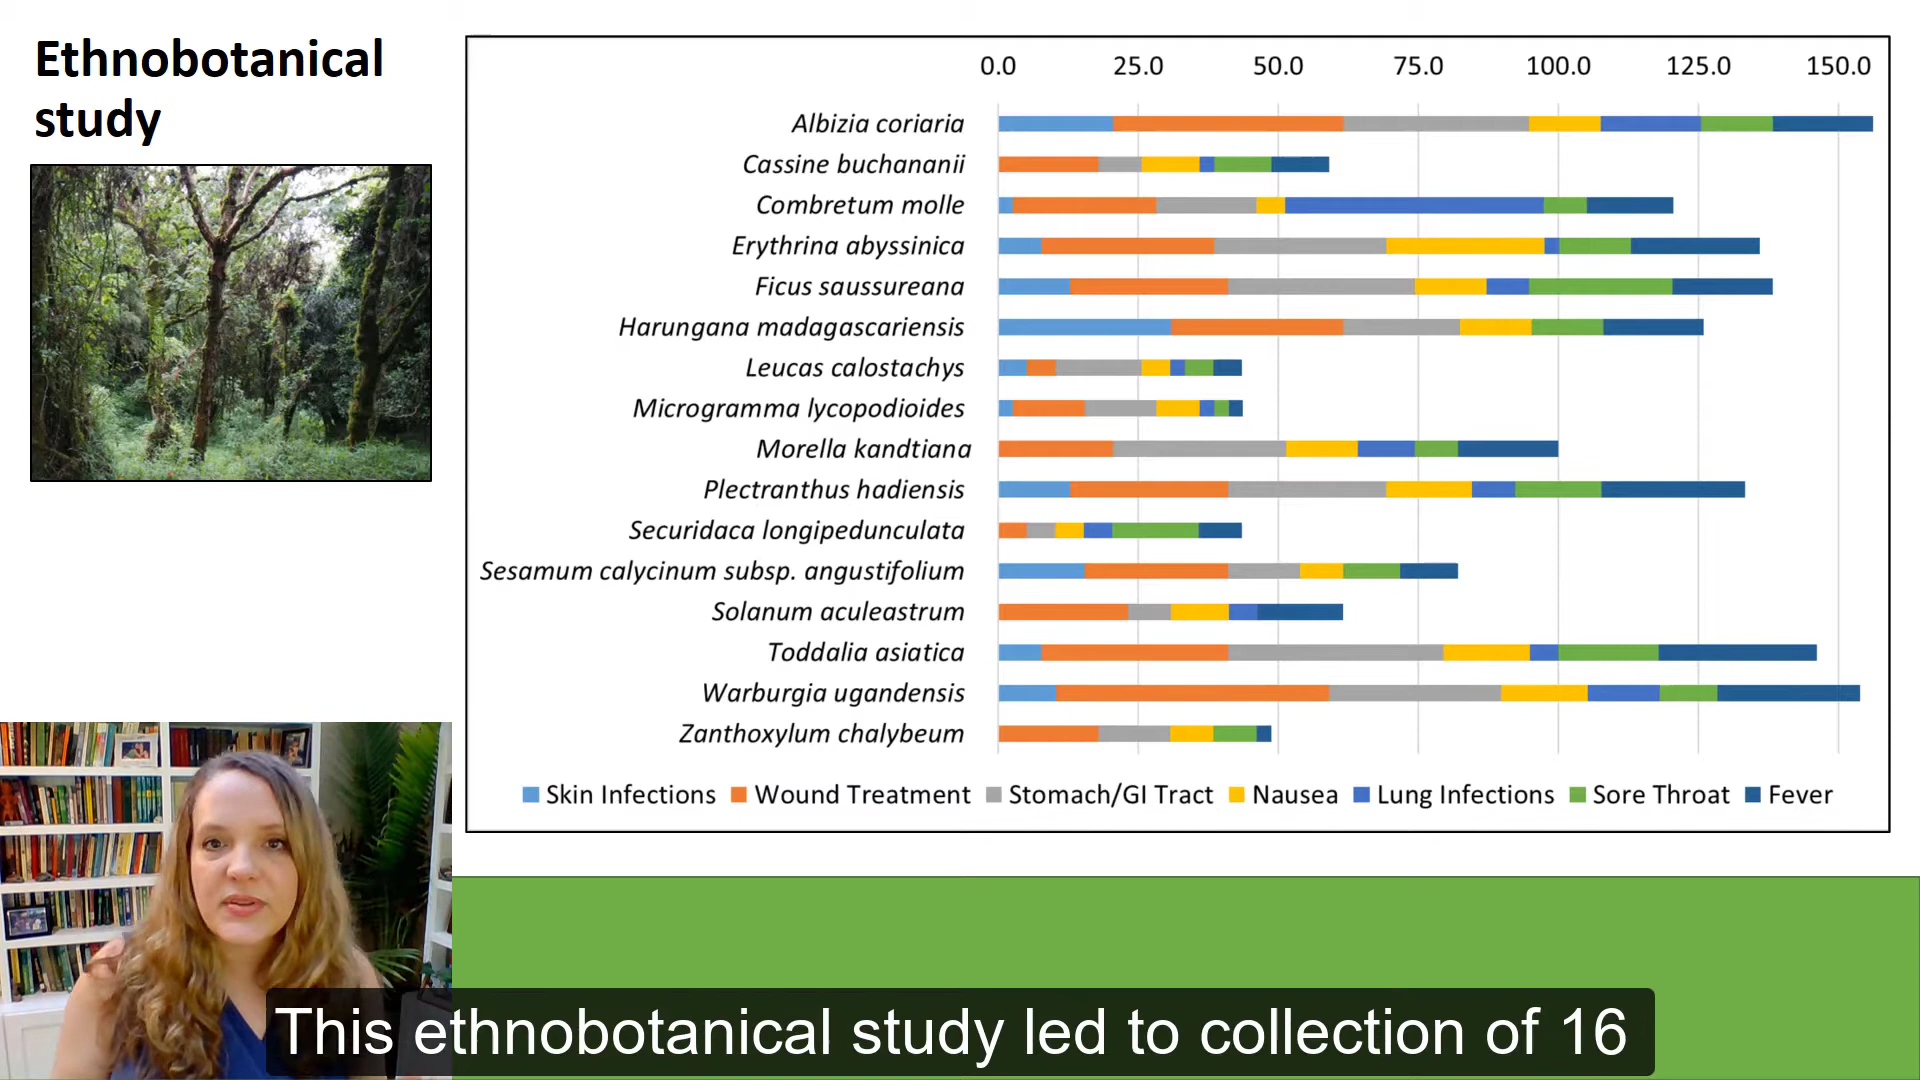 Ethnobotanical
study
0.0 25.0 50.0 75.0 100.0 125.0 150.0
Albizia coriaria
Cassine buchananii
Combretum molle
Erythrina abyssinica
Ficus saussureana
Harungana madagascariensis
Leucas calostachys
Microgramma lycopodioides
Morella kandtiana
Plectranthus hadiensis
Securidaca longipedunculata
Sesamum calycinum subsp. angustifolium
Solanum aculeastrum
Toddalia asiatica
Warburgia ugandensis
Zanthoxylum chalybeum
Skin Infections Wound Treatment Stomach/GI Tract Nausea Lung Infections Sore Throat Fever
This ethnobotanical study led to collection of 16